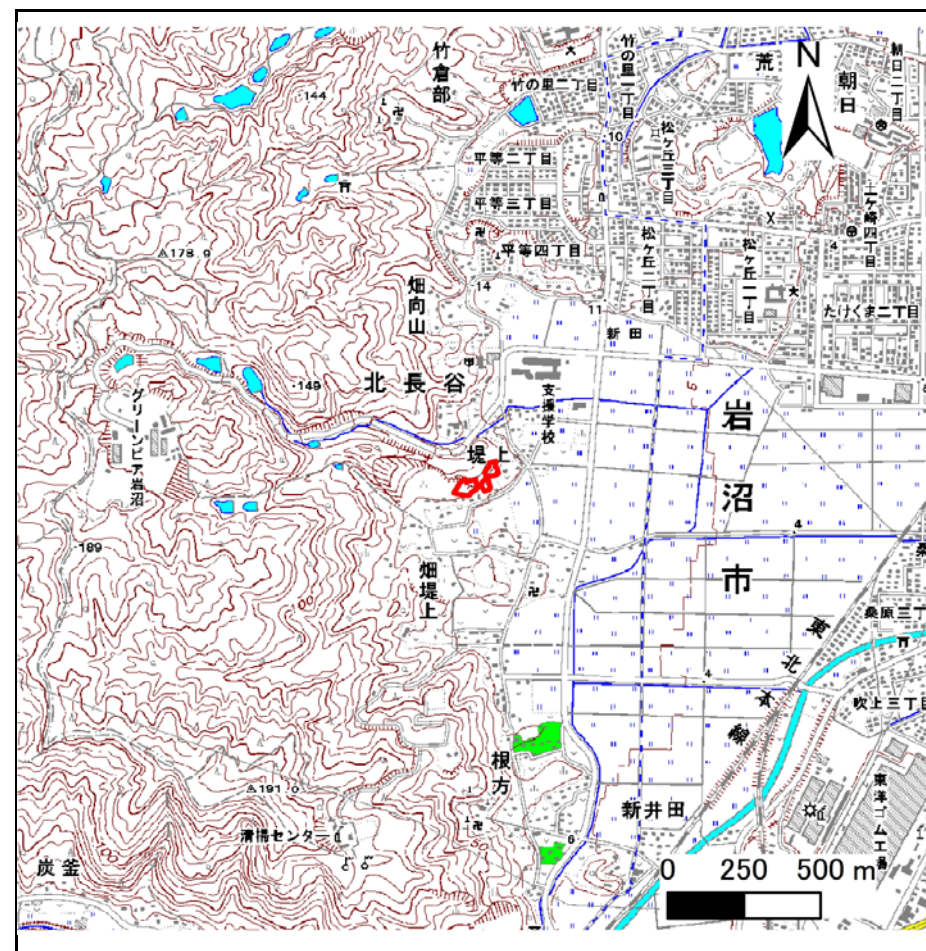 竹倉部
144
竹の里二丁目
竹の里一丁目
荒
朝日
朝日二丁目
N
10
松ケ丘三丁目
平等二丁目
平等三丁目
平等四丁目
二ケ崎四丁目
4
178.9
畑向山
14
松ケ丘二丁目
松ケ丘一丁目
11
新田
たけくま二丁目
北長谷
149
支援学校
グリーンピア岩沼
堤上
岩沼市
189
4
畑堤上
桑原三丁
東北本線
4
吹上三丁目
根方
191.0
新井田
清掃センター
6
炭釜
東洋ゴム工場
0 250 500 m